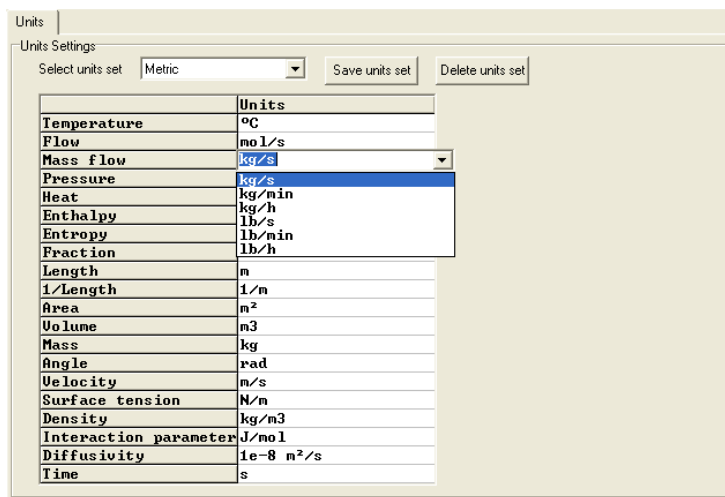 Units
Units Settings
Select units set Metric Save units set Delete units set
Units
Temperature ºC
Flow mol/s
Mass flow kg/s
Pressure kg/s
Heat kg/min
kg/h
Enthalpy lb/s
Entropy lb/min
Fraction lb/h
Length m
1/Length 1/m
Area m²
Volume m3
Mass kg
Angle rad
Velocity m/s
Surface tension N/m
Density kg/m3
Interaction parameter J/mol
Diffusivity 1e-8 m²/s
Time s